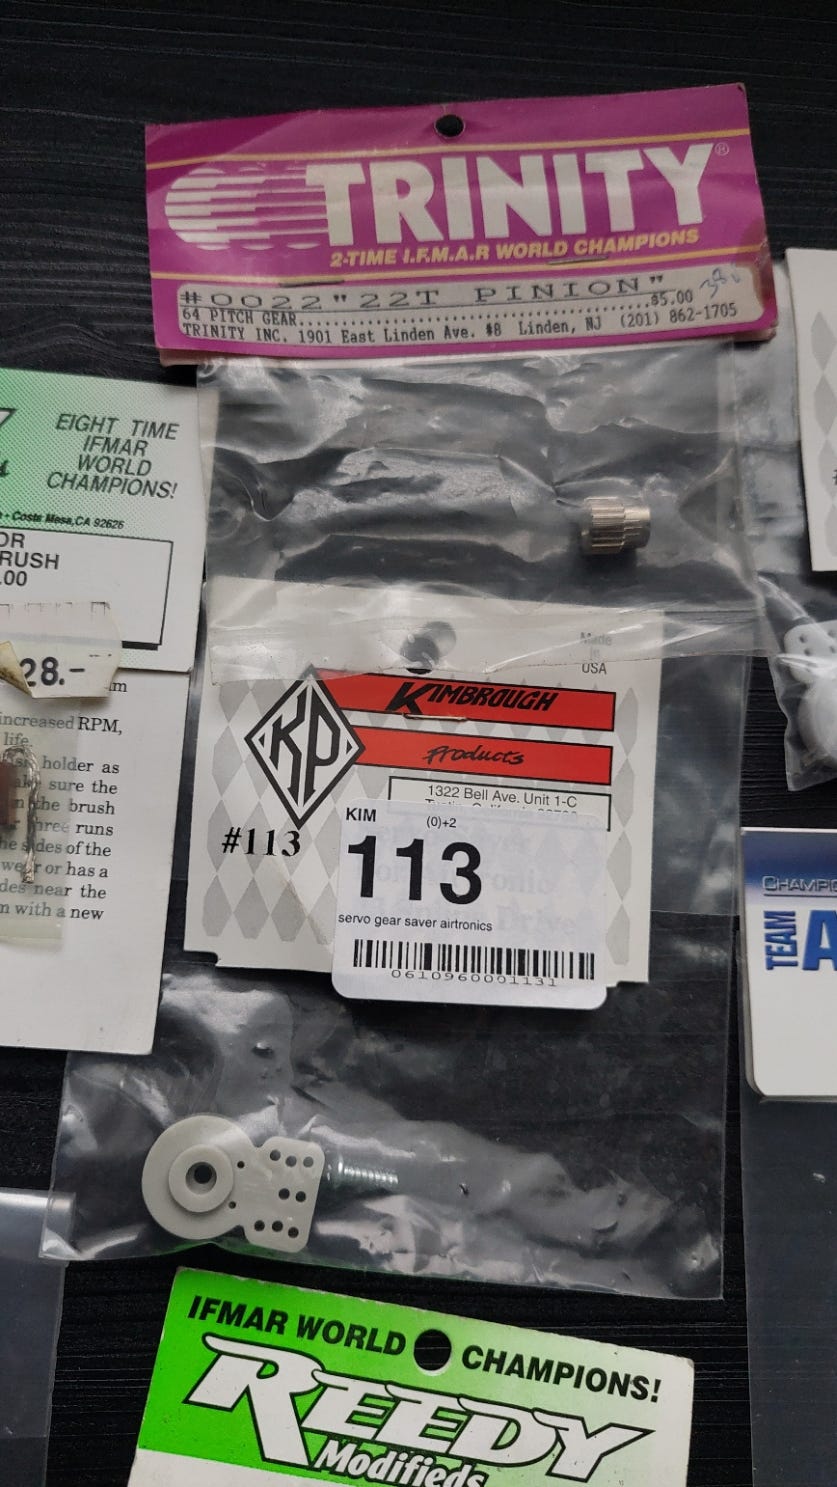 TRINITY®
2-TIME I.F.M.A.R WORLD CHAMPIONS
#0022"22T PINION"
64 PITCH GEAR..............................$5.00
TRINITY INC. 1901 East Linden Ave. #8 Linden, NJ (201) 862-1705
EIGHT TIME
IFMAR
WORLD
CHAMPIONS!
• Costa Mesa, CA 92626
OR
RUSH
.00
28.-
increased RPM,
life.
holder as
sure the
the brush
three runs
sides of the
or has a
near the
with a new
Made
in
USA
KIMBROUGH
Products
KP
1322 Bell Ave. Unit 1-C
#113
KIM
(0)+2
113
servo gear saver airtronics
0610960001131
CHAMPIO
TEAM
A
IFMAR WORLD CHAMPIONS!
REEDY
Modifieds